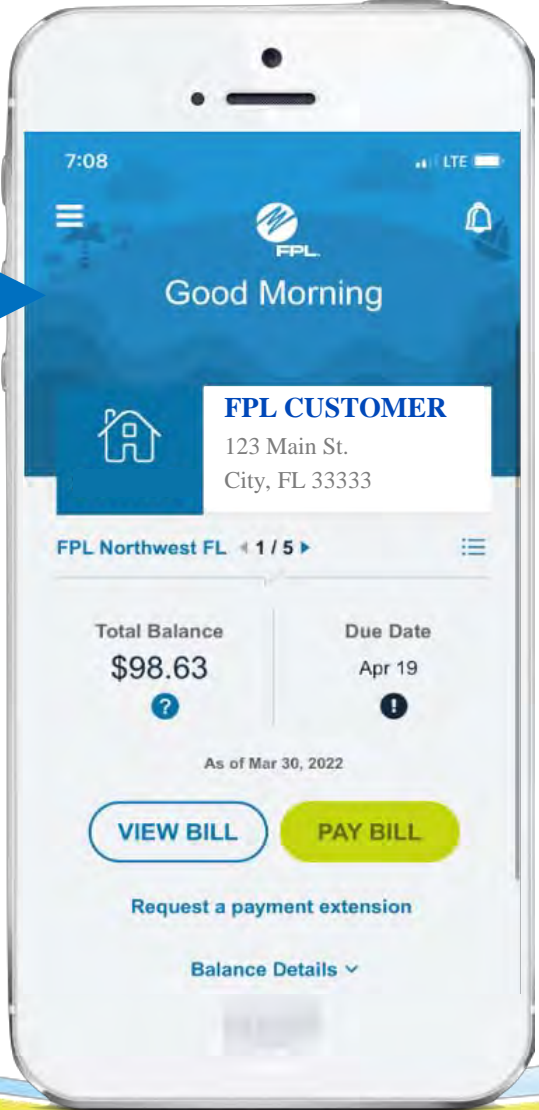 7:08 LTE
FPL.
Good Morning
FPL CUSTOMER
123 Main St.
City, FL 33333
FPL Northwest FL 1 / 5
Total Balance Due Date
$98.63 Apr 19
? !
As of Mar 30, 2022
VIEW BILL PAY BILL
Request a payment extension
Balance Details